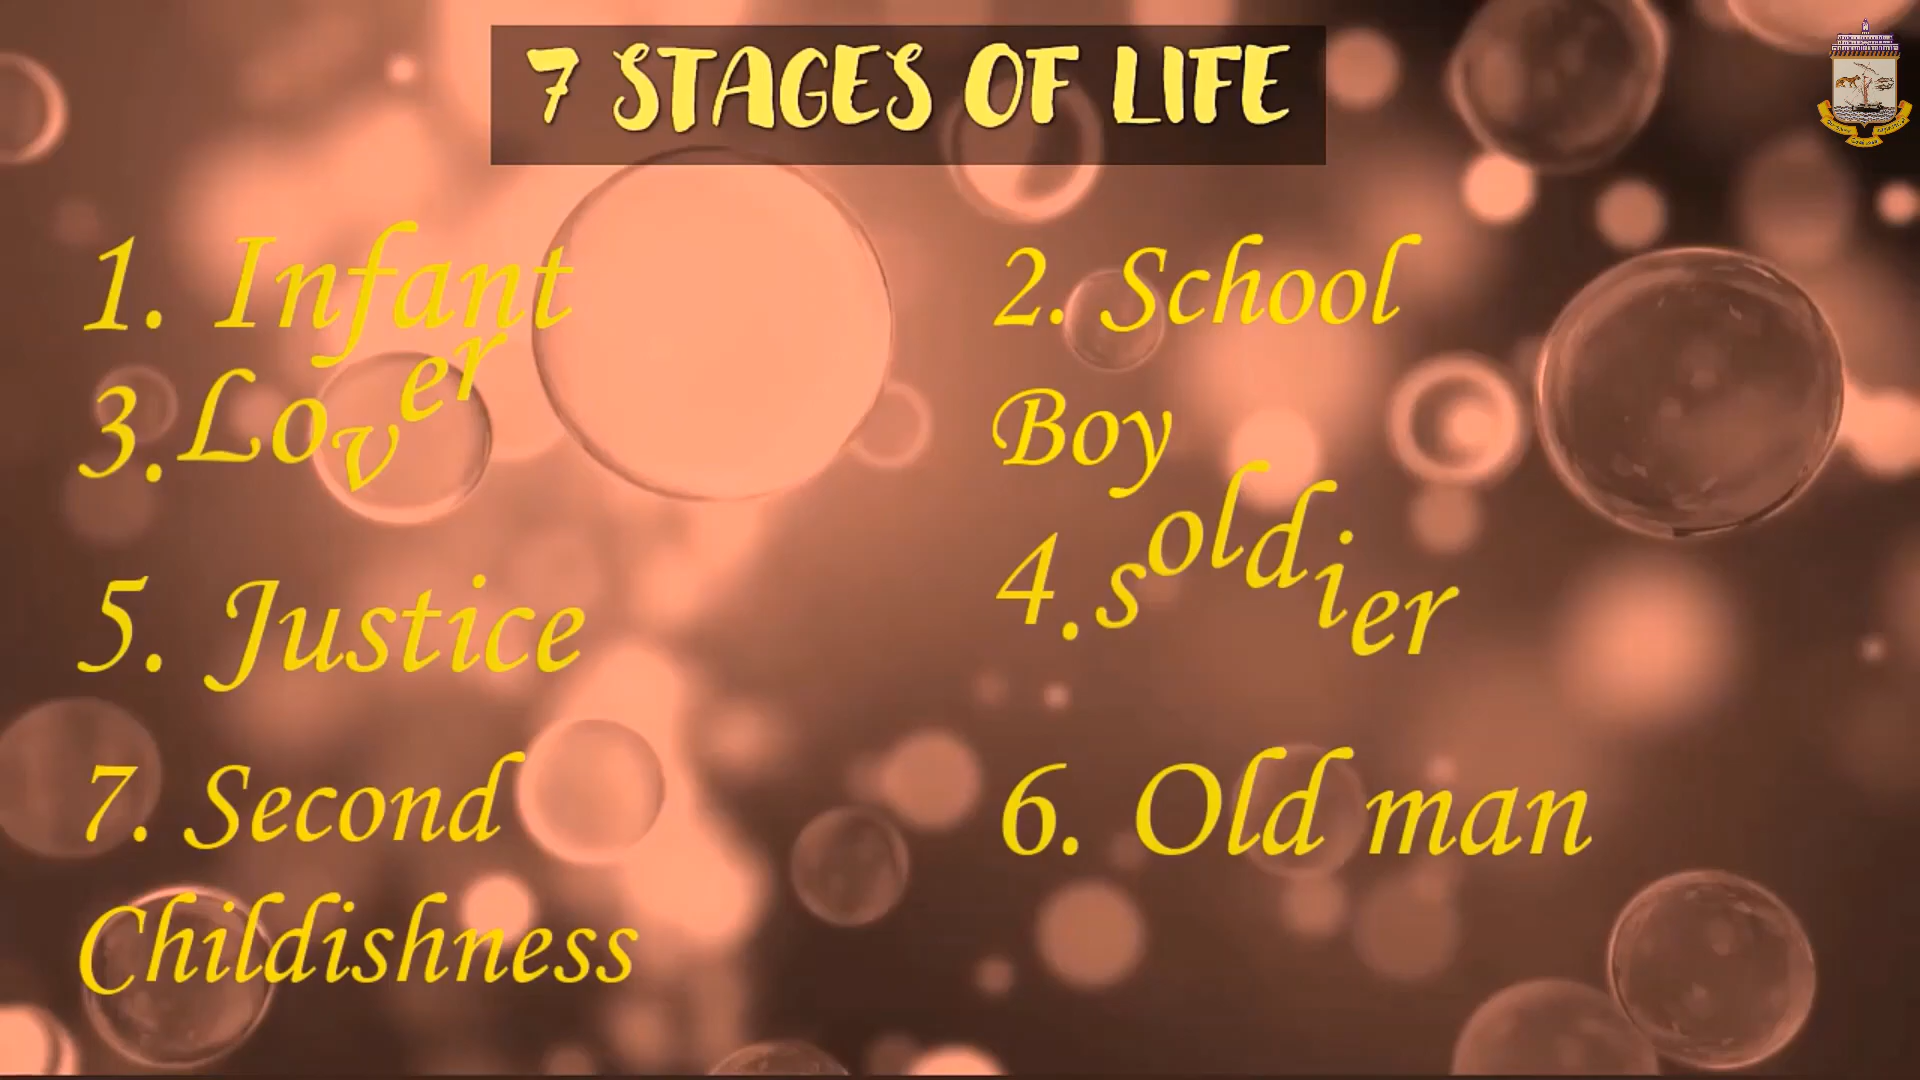 7 STAGES OF LIFE
1. Infant
2. School
Boy
3. Lover
4. soldier
5. Justice
6. Old man
7. Second
Childishness